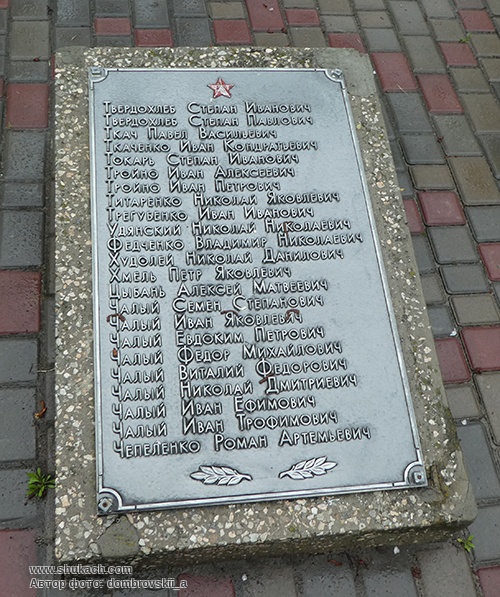 Твердохлеб Степан Иванович
Твердохлеб Степан Павлович
Ткач Павел Васильевич
Ткаченко Иван Кондратьевич
Токарь Степан Иванович
Тройно Иван Алексеевич
Тройно Иван Петрович
Титаренко Николай Яковлевич
Трегубенко Иван Иванович
Удянский Николай Николаевич
Федченко Владимир Николаевич
Худолей Николай Данилович
Хмель Петр Яковлевич
Цыбань Алексей Матвеевич
Чалый Семен Степанович
Чалый Иван Яковлевич
Чалый Евдоким Петрович
Чалый Федор Михайлович
Чалый Виталий Федорович
Чалый Николай Дмитриевич
Чалый Иван Ефимович
Чалый Иван Трофимович
Чепеленко Роман Артемьевич
www.shukach.com
Автор фото: dombrovskii_a